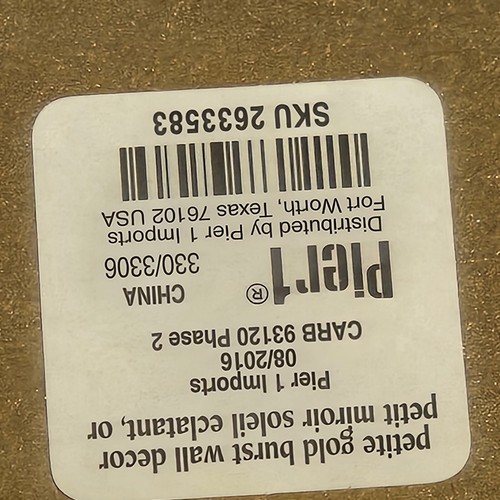 petite gold burst wall decor
petit miroir soleil eclatant, or
Pier 1 Imports
08/2016
CARB 93120 Phase 2
Pier1® CHINA
330/3306
Distributed by Pier 1 Imports
Fort Worth, Texas 76102 USA
SKU 2633583